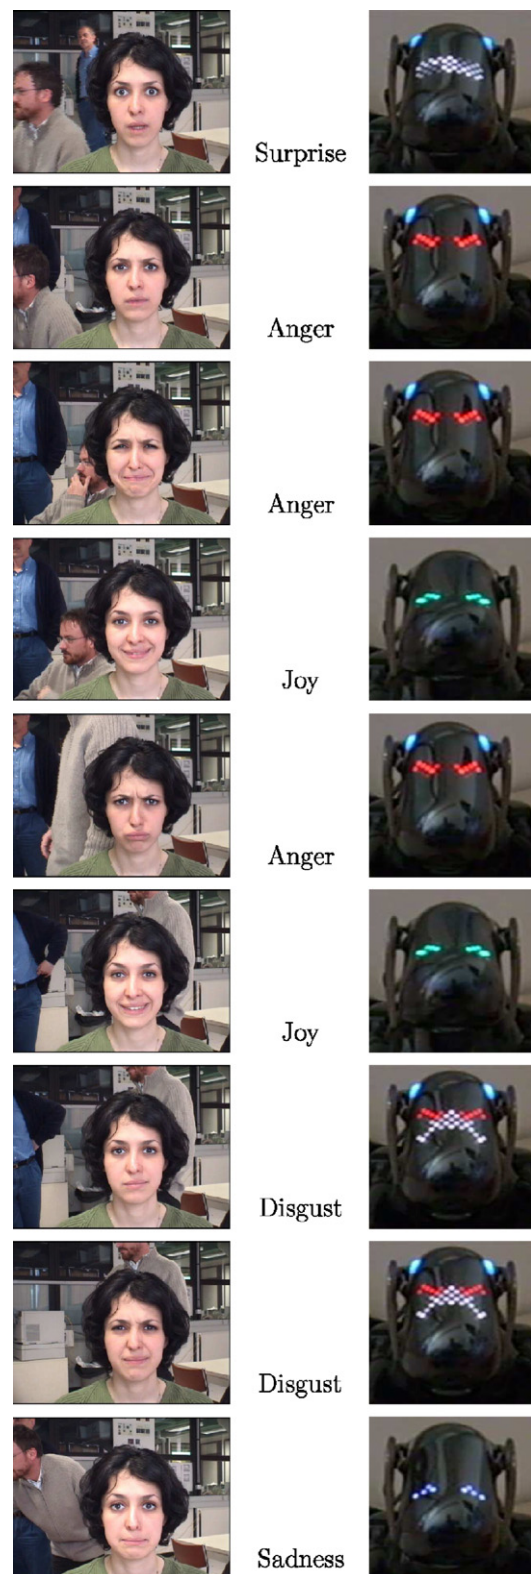 Surprise
Anger
Anger
Joy
Anger
Joy
Disgust
Disgust
Sadness